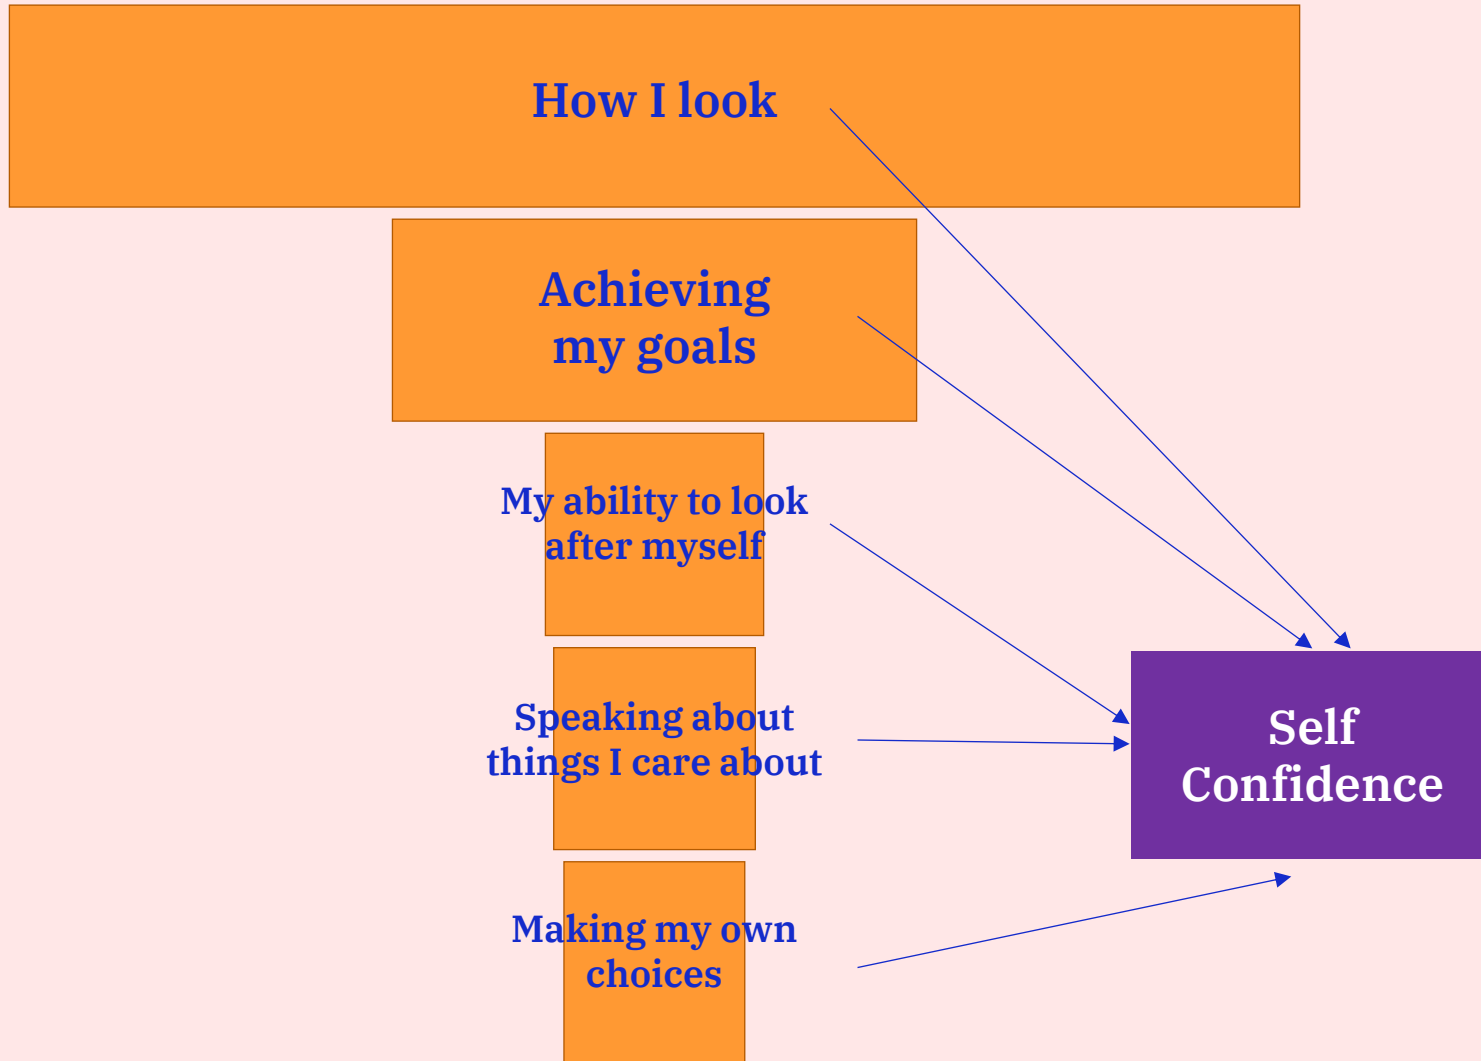 How I look
Achieving
my goals
My ability to look
after myself
Speaking about
things I care about
Self
Confidence
Making my own
choices